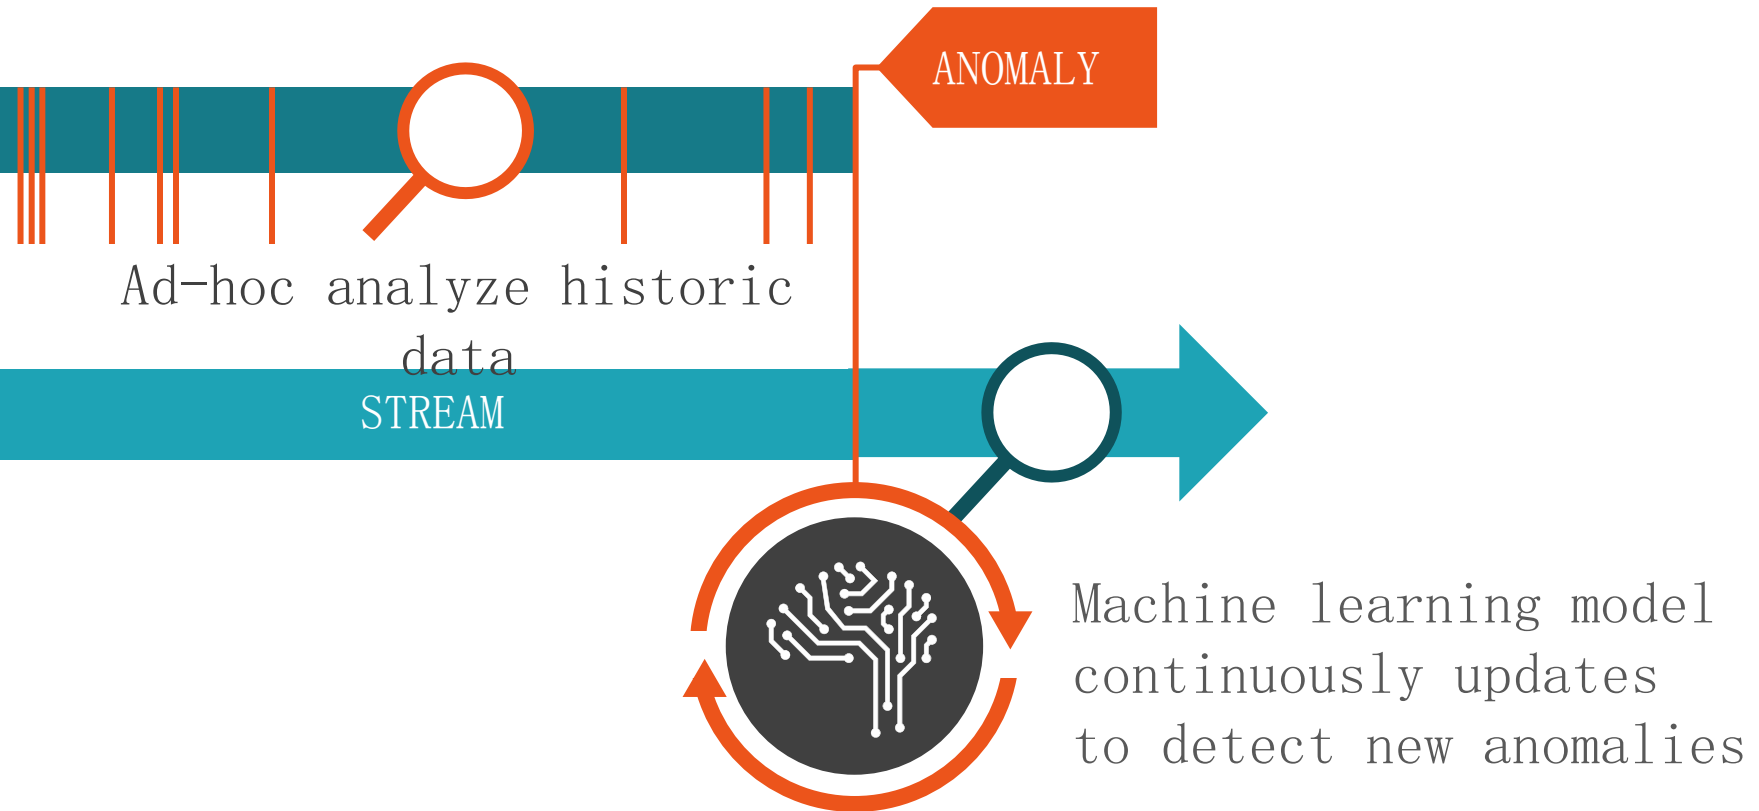 ANOMALY
Ad-hoc analyze historic
data
STREAM
Machine learning model
continuously updates
to detect new anomalies